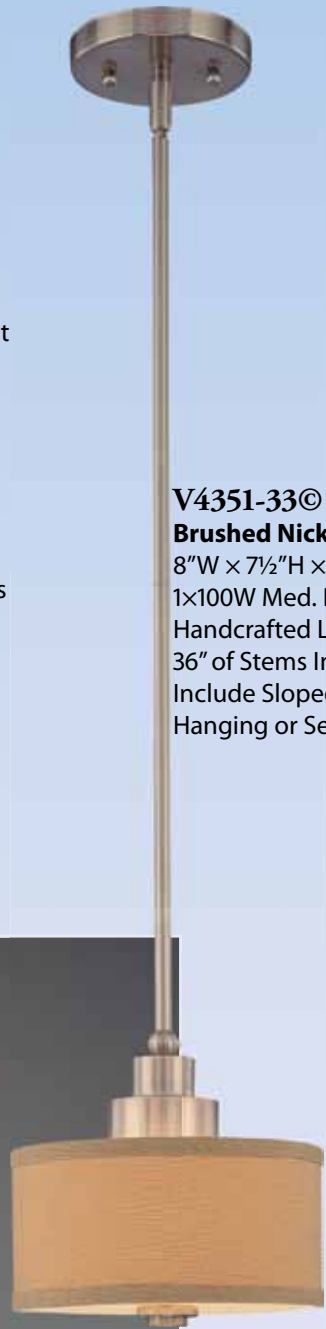 t
s
V4351-33©
Brushed Nick
8"W × 7½"H ×
1×100W Med.
Handcrafted L
36" of Stems In
Include Sloped
Hanging or Se